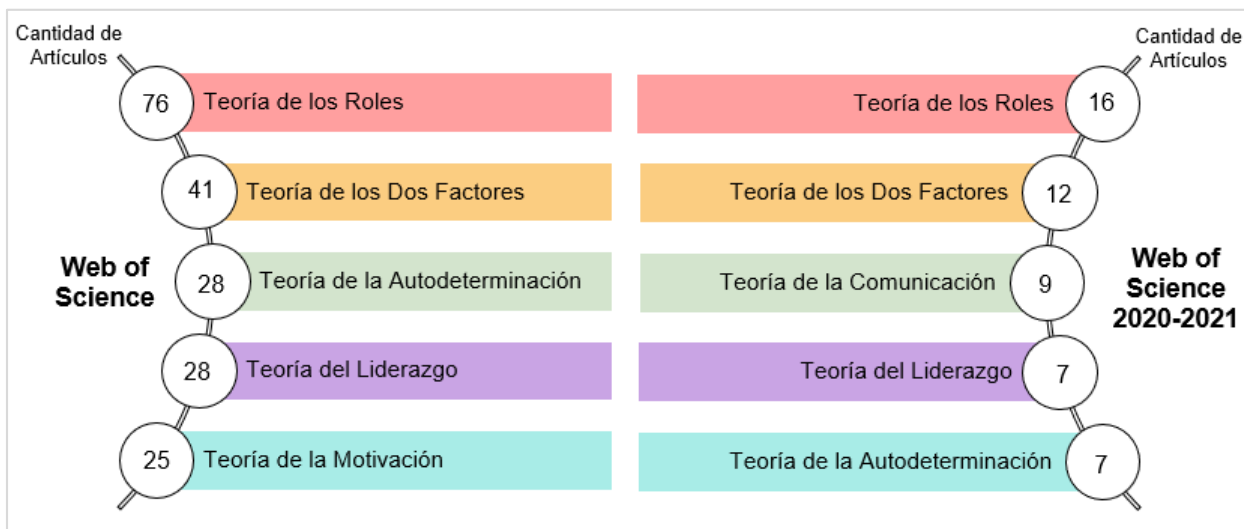 Cantidad de
Artículos
76
Teoría de los Roles
41
Teoría de los Dos Factores
Web of
Science
28
Teoría de la Autodeterminación
28
Teoría del Liderazgo
25
Teoría de la Motivación
Cantidad de
Artículos
Teoría de los Roles
16
Teoría de los Dos Factores
12
Teoría de la Comunicación
9
Web of
Science
2020-2021
Teoría del Liderazgo
7
Teoría de la Autodeterminación
7